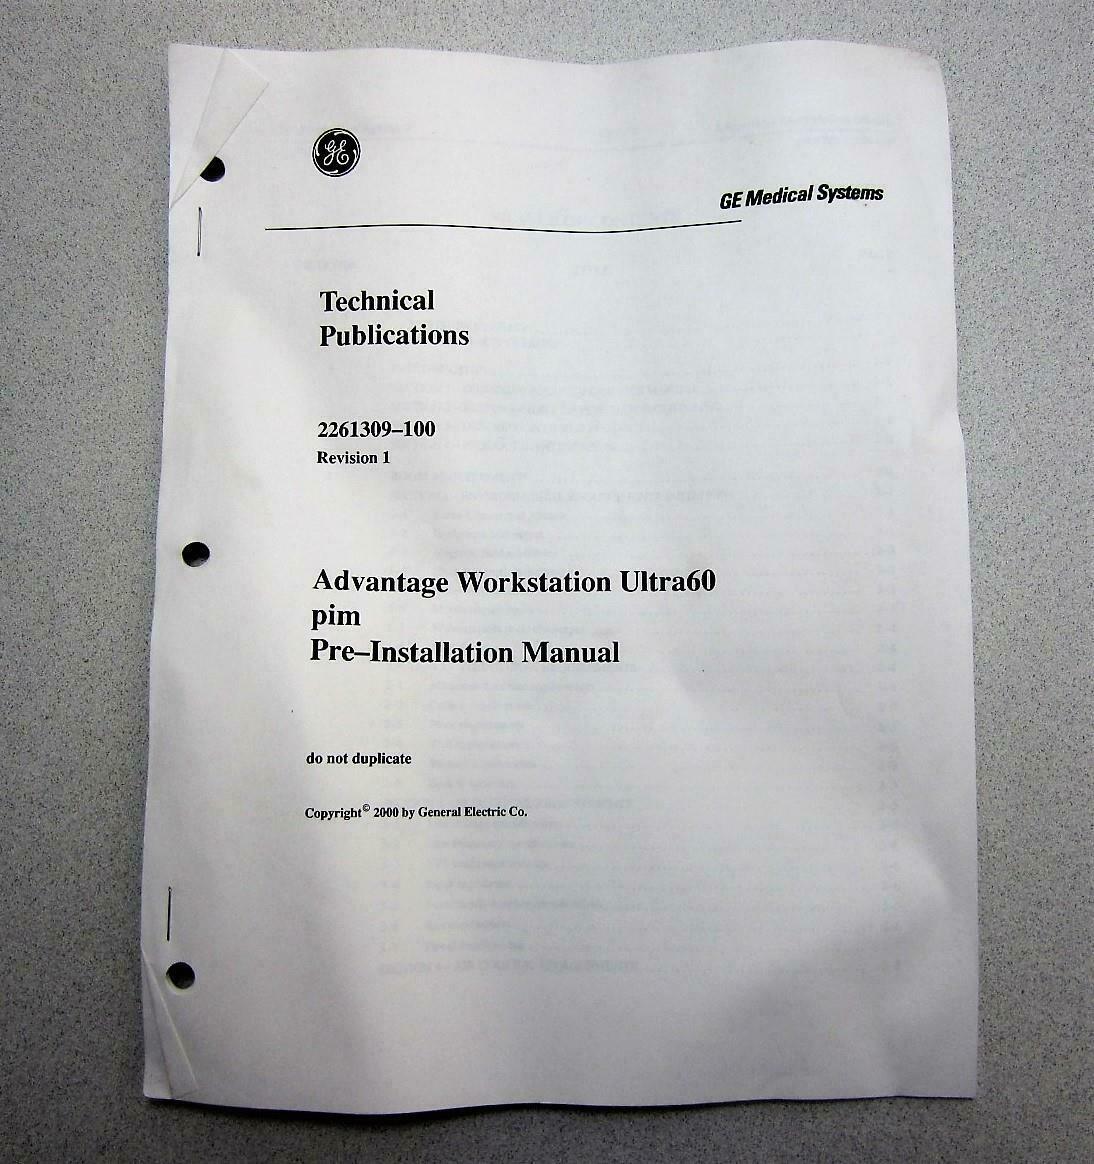 GE
GE Medical Systems
Technical
Publications
2261309–100
Revision 1
Advantage Workstation Ultra60
pim
Pre–Installation Manual
do not duplicate
Copyright© 2000 by General Electric Co.